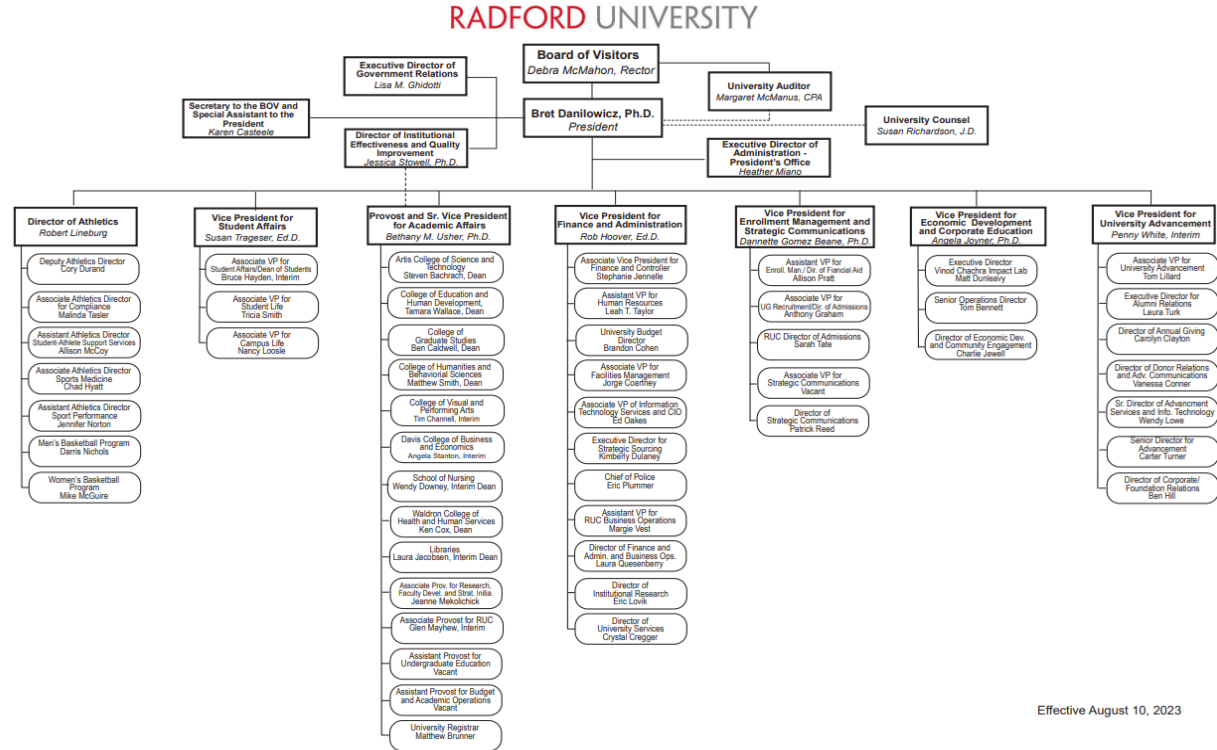 RADFORD UNIVERSITY
Board of Visitors
Debra McMahon, Rector
Executive Director of
Government Relations
Lisa M. Ghidotti
University Auditor
Margaret McManus, CPA
Secretary to the BOV and
Special Assistant to the
President
Karen Casteele
Bret Danilowicz, Ph.D.
President
University Counsel
Susan Richardson, J.D.
Director of Institutional
Effectiveness and Quality
Improvement
Jessica Stowell, Ph.D.
Executive Director of
Administration -
President's Office
Heather Miano
Director of Athletics
Robert Lineburg
Deputy Athletics Director
Cory Durand
Associate Athletics Director
for Compliance
Malinda Tasler
Assistant Athletics Director
Student-Athlete Support Services
Allison McCoy
Associate Athletics Director
Sports Medicine
Chad Hyatt
Assistant Athletics Director
Sport Performance
Jennifer Norton
Men's Basketball Program
Darris Nichols
Women's Basketball
Program
Mike McGuire
Vice President for
Student Affairs
Susan Trageser, Ed.D.
Associate VP for
Student Affairs/Dean of Students
Bruce Hayden, Interim
Associate VP for
Student Life
Tricia Smith
Associate VP for
Campus Life
Nancy Loosle
Provost and Sr. Vice President
for Academic Affairs
Bethany M. Usher, Ph.D.
Artis College of Science and
Technology
Steven Bachrach, Dean
College of Education and
Human Development,
Tamara Wallace, Dean
College of
Graduate Studies
Ben Caldwell, Dean
College of Humanities and
Behavioral Sciences
Matthew Smith, Dean
College of Visual and
Performing Arts
Tim Channell, Interim
Davis College of Business
and Economics
Angela Stanton, Interim
School of Nursing
Wendy Downey, Interim Dean
Waldron College of
Health and Human Services
Ken Cox, Dean
Libraries
Laura Jacobsen, Interim Dean
Associate Prov. for Research,
Faculty Devel. and Strat. Initia.
Jeanne Mekolichick
Associate Provost for RUC
Glen Mayhew, Interim
Assistant Provost for
Undergraduate Education
Vacant
Assistant Provost for Budget
and Academic Operations
Vacant
University Registrar
Matthew Brunner
Vice President for
Finance and Administration
Rob Hoover, Ed.D.
Associate Vice President for
Finance and Controller
Stephanie Jennelle
Assistant VP for
Human Resources
Leah T. Taylor
University Budget
Director
Brandon Cohen
Associate VP for
Facilities Management
Jorge Coartney
Associate VP of Information
Technology Services and CIO
Ed Oakes
Executive Director for
Strategic Sourcing
Kimberly Dulaney
Chief of Police
Eric Plummer
Assistant VP for
RUC Business Operations
Margie Vest
Director of Finance and
Admin. and Business Ops.
Laura Quesenberry
Director of
Institutional Research
Eric Lovik
Director of
University Services
Crystal Cregger
Vice President for
Enrollment Management and
Strategic Communications
Dannette Gomez Beane, Ph.D.
Assistant VP for
Enroll. Man./ Dir. of Fiancial Aid
Allison Pratt
Associate VP for
UG Recruitment/Dir. of Admissions
Anthony Graham
RUC Director of Admissions
Sarah Tate
Associate VP for
Strategic Communications
Vacant
Director of
Strategic Communications
Patrick Reed
Vice President for
Economic Development
and Corporate Education
Angela Joyner, Ph.D.
Executive Director
Vinod Chachra Impact Lab
Matt Dunleavy
Senior Operations Director
Tom Bennett
Director of Economic Dev.
and Community Engagement
Charlie Jewell
Vice President for
University Advancement
Penny White, Interim
Associate VP for
University Advancement
Tom Lillard
Executive Director for
Alumni Relations
Laura Turk
Director of Annual Giving
Carolyn Clayton
Director of Donor Relations
and Adv. Communications
Vanessa Conner
Sr. Director of Advancment
Services and Info. Technology
Wendy Lowe
Senior Director for
Advancement
Carter Turner
Director of Corporate/
Foundation Relations
Ben Hill
Effective August 10, 2023